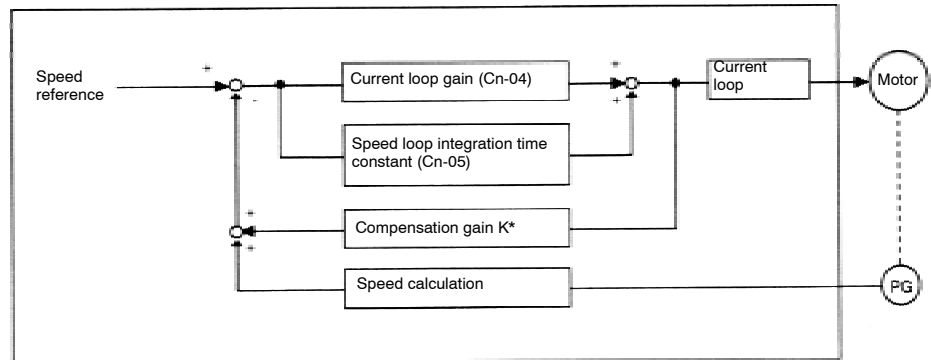 Speed
reference
+
-
Current loop gain (Cn-04)
+
+
Current
loop
Motor
Speed loop integration time
constant (Cn-05)
+
+
Compensation gain K*
Speed calculation
PG